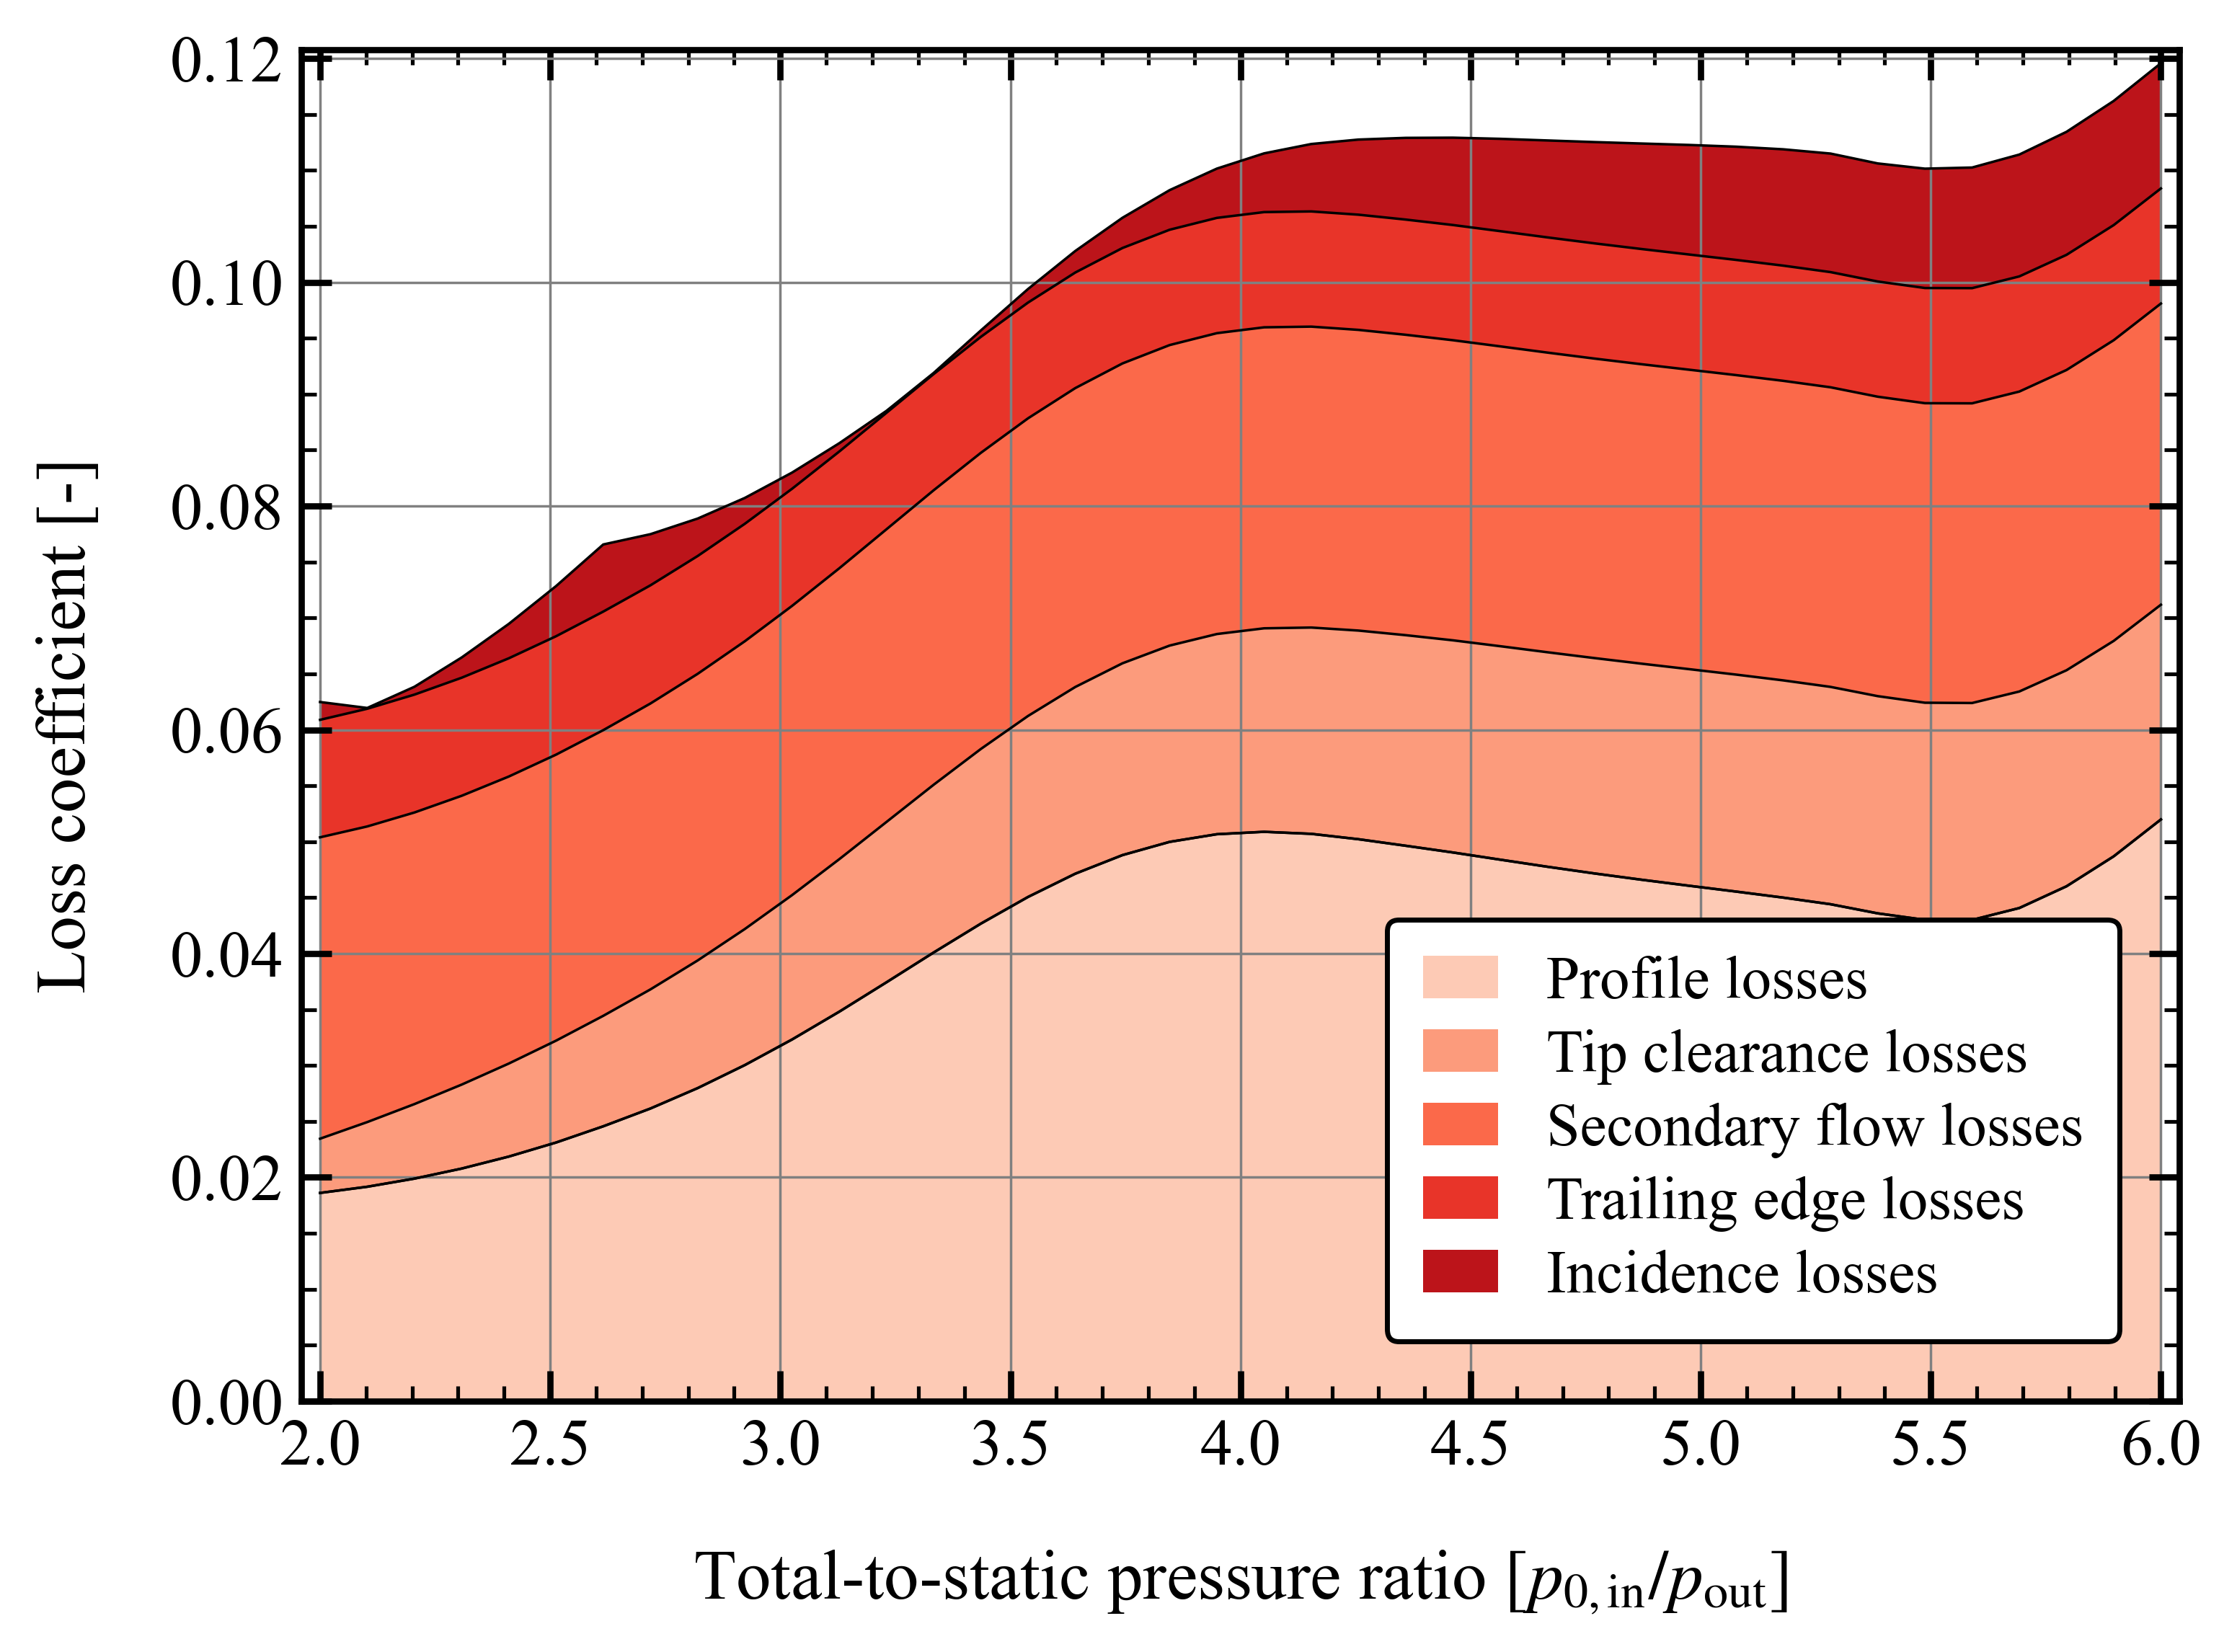 0.12
0.10
0.08
0.06
0.04
0.02
0.00
Loss coefficient [-]
Profile losses
Tip clearance losses
Secondary flow losses
Trailing edge losses
Incidence losses
2.0 2.5 3.0 3.5 4.0 4.5 5.0 5.5 6.0
Total-to-static pressure ratio [p0, in/pout]